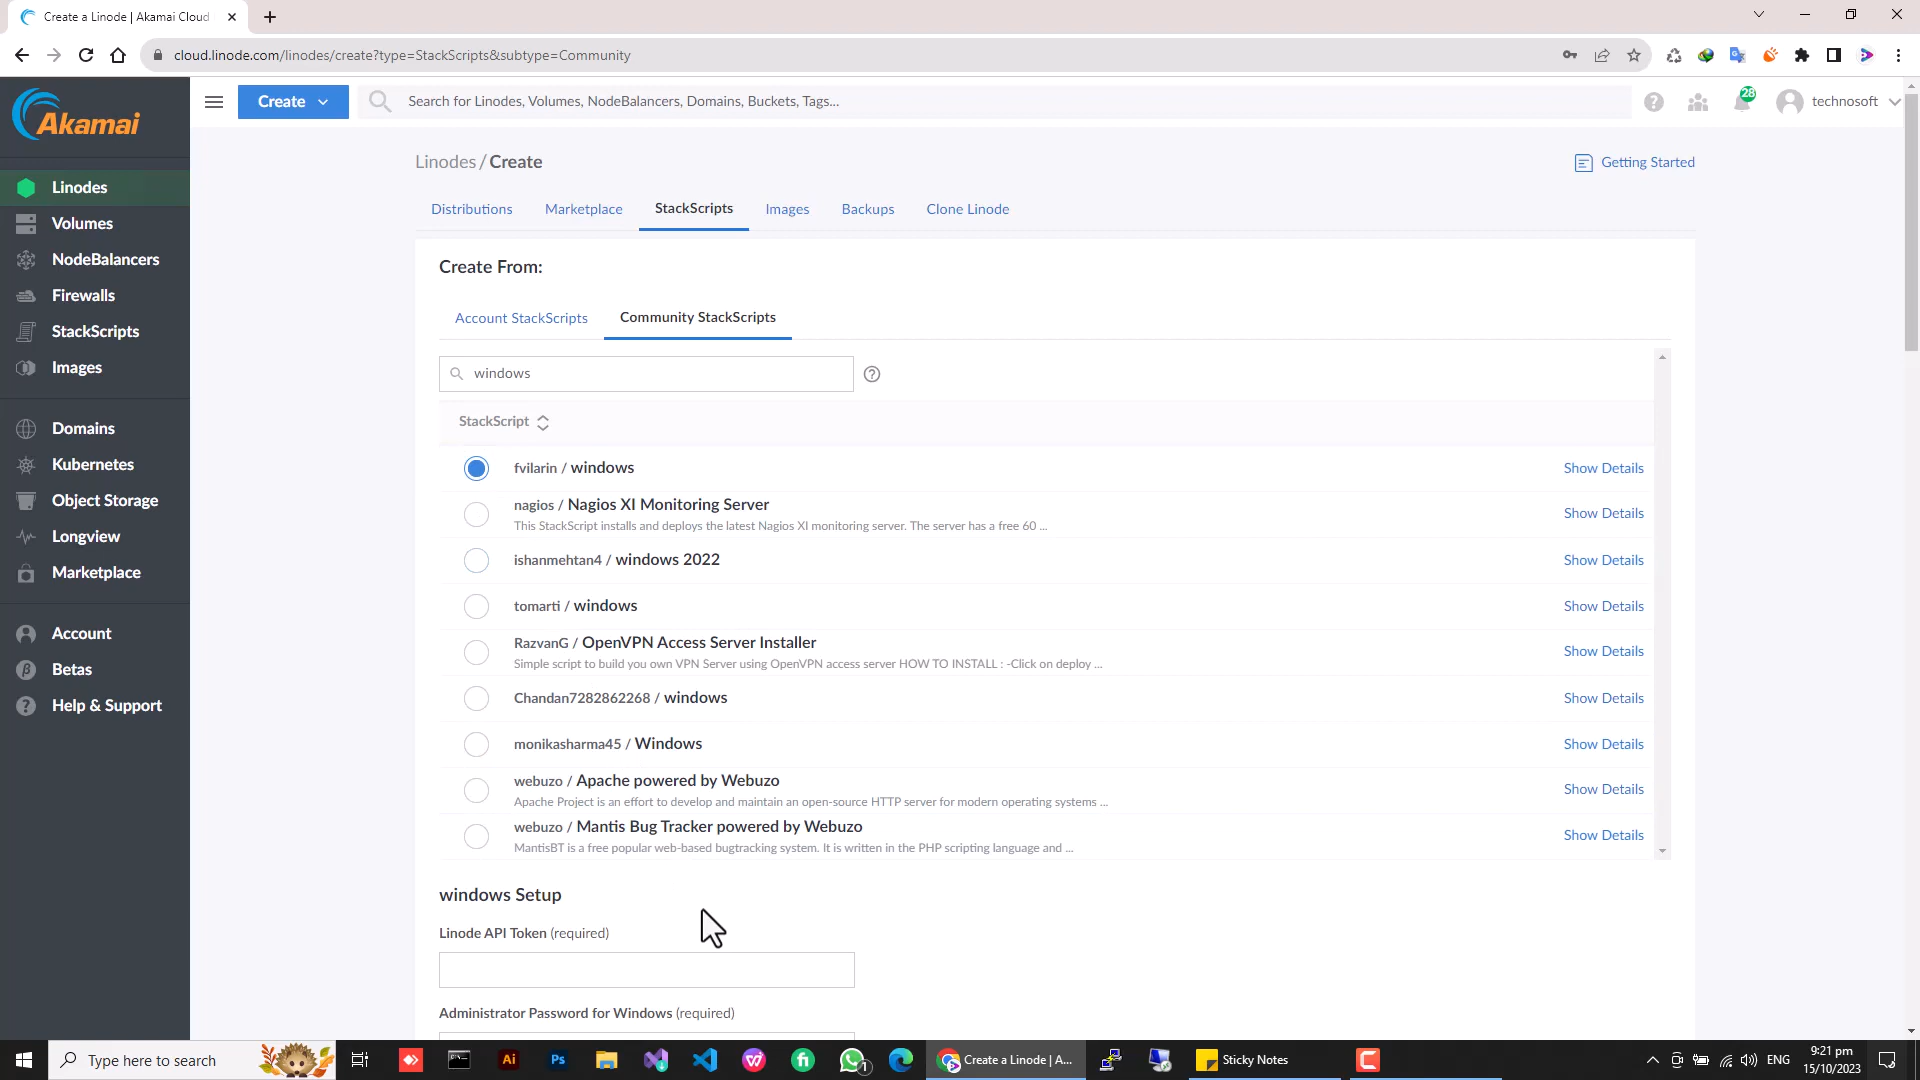 Create a Linode | Akamai Cloud
cloud.linode.com/linodes/create?type=StackScripts&subtype=Community
Akamai
Create
Search for Linodes, Volumes, NodeBalancers, Domains, Buckets, Tags...
28
technosoft
Linodes
Volumes
NodeBalancers
Firewalls
StackScripts
Images
Domains
Kubernetes
Object Storage
Longview
Marketplace
Account
Betas
Help & Support
Linodes / Create
Getting Started
Distributions
Marketplace
StackScripts
Images
Backups
Clone Linode
Create From:
Account StackScripts
Community StackScripts
windows
StackScript
fvilarin / windows
Show Details
nagios / Nagios XI Monitoring Server
This StackScript installs and deploys the latest Nagios XI monitoring server. The server has a free 60 ...
Show Details
ishanmehtan4 / windows 2022
Show Details
tomarti / windows
Show Details
RazvanG / OpenVPN Access Server Installer
Simple script to build you own VPN Server using OpenVPN access server HOW TO INSTALL : -Click on deploy ...
Show Details
Chandan7282862268 / windows
Show Details
monikasharma45 / Windows
Show Details
webuzo / Apache powered by Webuzo
Apache Project is an effort to develop and maintain an open-source HTTP server for modern operating systems ...
Show Details
webuzo / Mantis Bug Tracker powered by Webuzo
MantisBT is a free popular web-based bugtracking system. It is written in the PHP scripting language and ...
Show Details
windows Setup
Linode API Token (required)
Administrator Password for Windows (required)
Type here to search
Ai
Ps
1
Create a Linode | A...
Sticky Notes
ENG
9:21 pm
15/10/2023